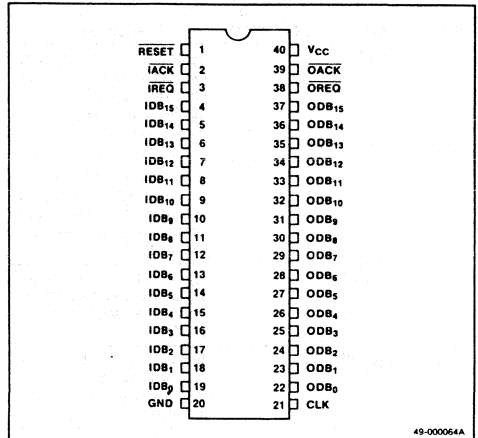 RESET 1 40 VCC
IACK 2 39 OACK
IREQ 3 38 OREQ
IDB15 4 37 ODB15
IDB14 5 36 ODB14
IDB13 6 35 ODB13
IDB12 7 34 ODB12
IDB11 8 33 ODB11
IDB10 9 32 ODB10
IDB9 10 31 ODB9
IDB8 11 30 ODB8
IDB7 12 29 ODB7
IDB6 13 28 ODB6
IDB5 14 27 ODB5
IDB4 15 26 ODB4
IDB3 16 25 ODB3
IDB2 17 24 ODB2
IDB1 18 23 ODB1
IDB0 19 22 ODB0
GND 20 21 CLK
49-000064A